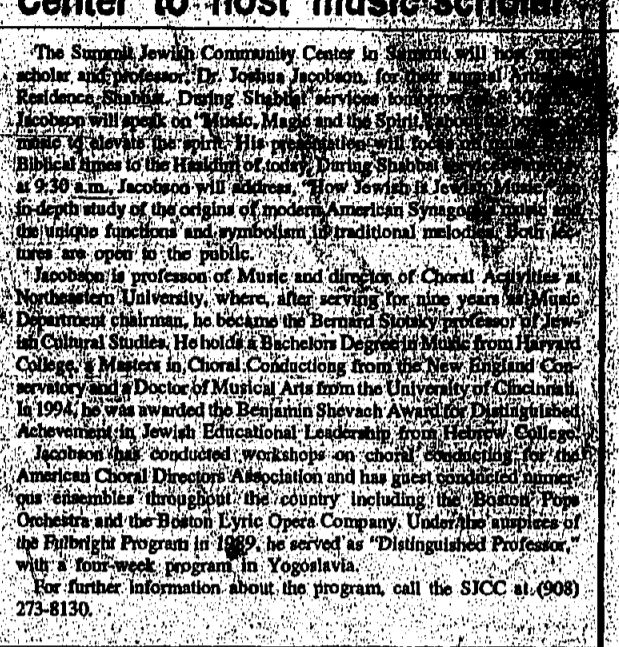 Center to host music scholar
The Summit Jewish Community Center in Summit will host
scholar and professor, Dr. Joshua Jacobson, for their annual
Residence Shabbat. During Shabbat services tomorrow 8:30
Jacobson will speak on "Music, Magic and the Spirit," about the
music to elevate the spirit. His presentation will focus on
Biblical times to the Hasidim of today. During Shabbat
at 9:30 a.m., Jacobson will address, "How Jewish is Jewish Music,"
in-depth study of the origins of modern American Synagogue music and
the unique functions and symbolism in traditional melodies. Both lec-
tures are open to the public.
Jacobson is professor of Music and director of Choral Activities at
Northeastern University, where, after serving for nine years as Music
Department chairman, he became the Bernard Stotsky professor of Jew-
ish Cultural Studies. He holds a Bachelors Degree in Music from Harvard
College, a Masters in Choral Conductiong from the New England Con-
servatory and a Doctor of Musical Arts from the University of Cincinnati.
In 1994, he was awarded the Benjamin Shevach Award for Distinguished
Achevement in Jewish Educational Leadership from Hebrew College.
Jacobson has conducted workshops on choral conducting for the
American Choral Directors Association and has guest conducted numer-
ous ensembles throughout the country including the Boston Pops
Orchestra and the Boston Lyric Opera Company. Under the auspices of
the Fulbright Program in 1989, he served as "Distinguished Professor,"
with a four-week program in Yogoslavia.
For further information about the program, call the SJCC at (908)
273-8130.